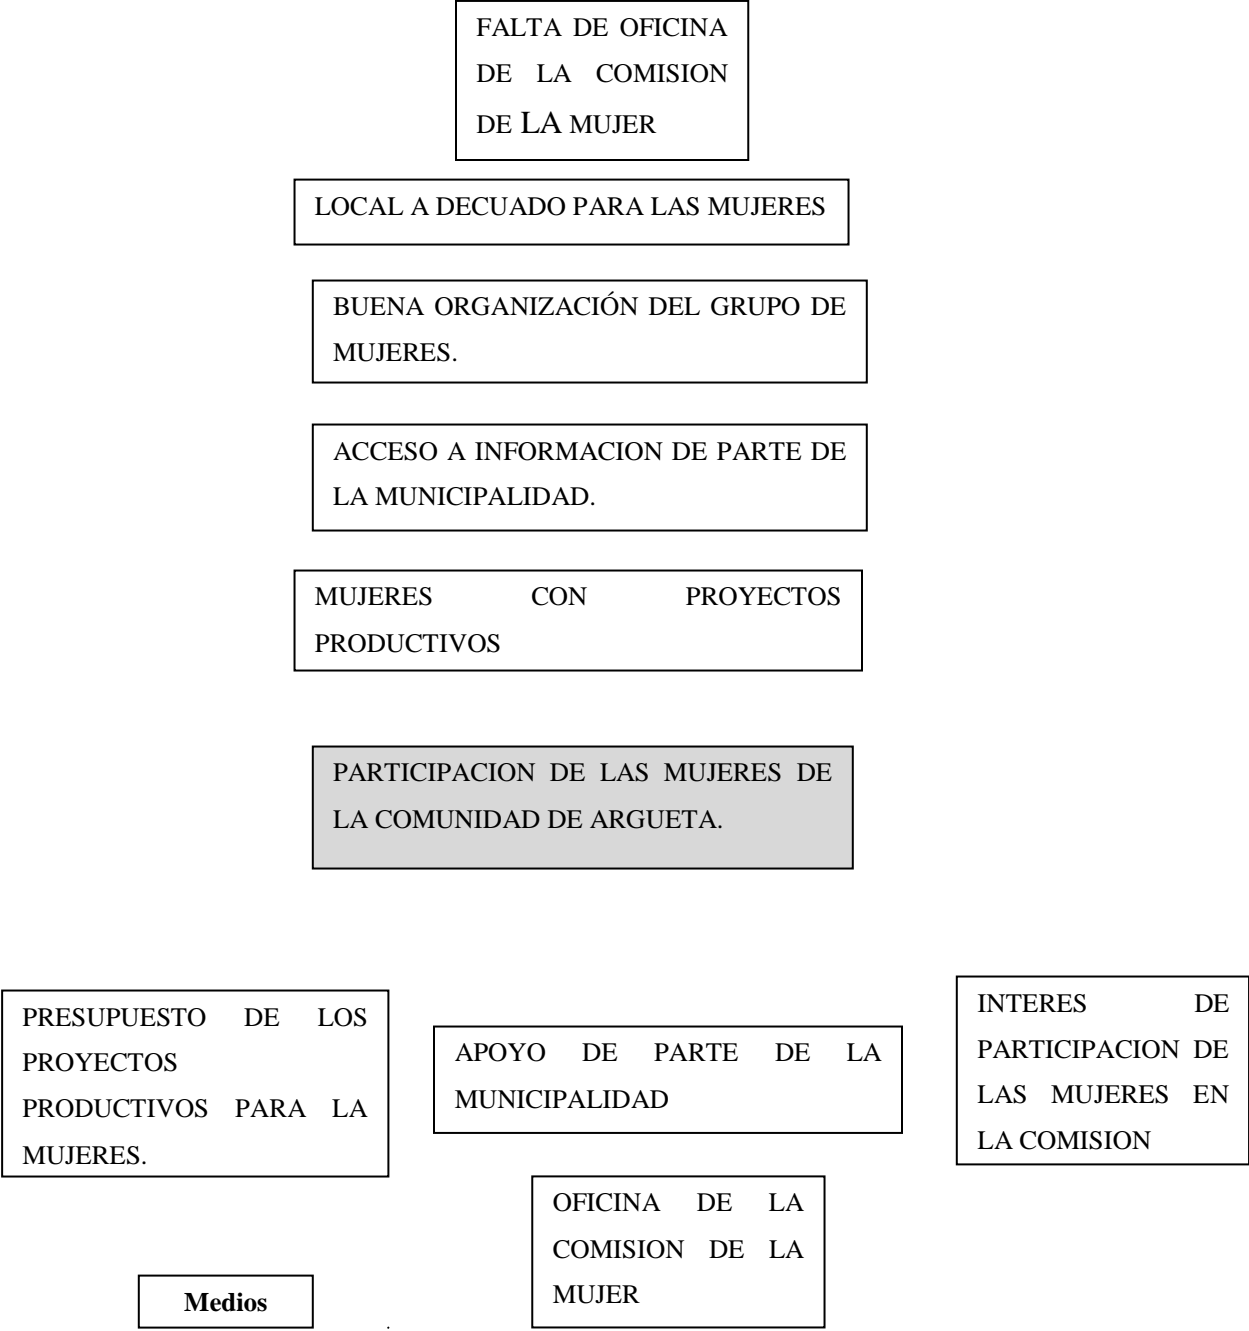 FALTA DE OFICINA
DE LA COMISION
DE LA MUJER
LOCAL A DECUADO PARA LAS MUJERES
BUENA ORGANIZACIÓN DEL GRUPO DE
MUJERES.
ACCESO A INFORMACION DE PARTE DE
LA MUNICIPALIDAD.
MUJERES CON PROYECTOS
PRODUCTIVOS
PARTICIPACION DE LAS MUJERES DE
LA COMUNIDAD DE ARGUETA.
PRESUPUESTO DE LOS
PROYECTOS
PRODUCTIVOS PARA LA
MUJERES.
APOYO DE PARTE DE LA
MUNICIPALIDAD
INTERES DE
PARTICIPACION DE
LAS MUJERES EN
LA COMISION
OFICINA DE LA
COMISION DE LA
MUJER
Medios
.